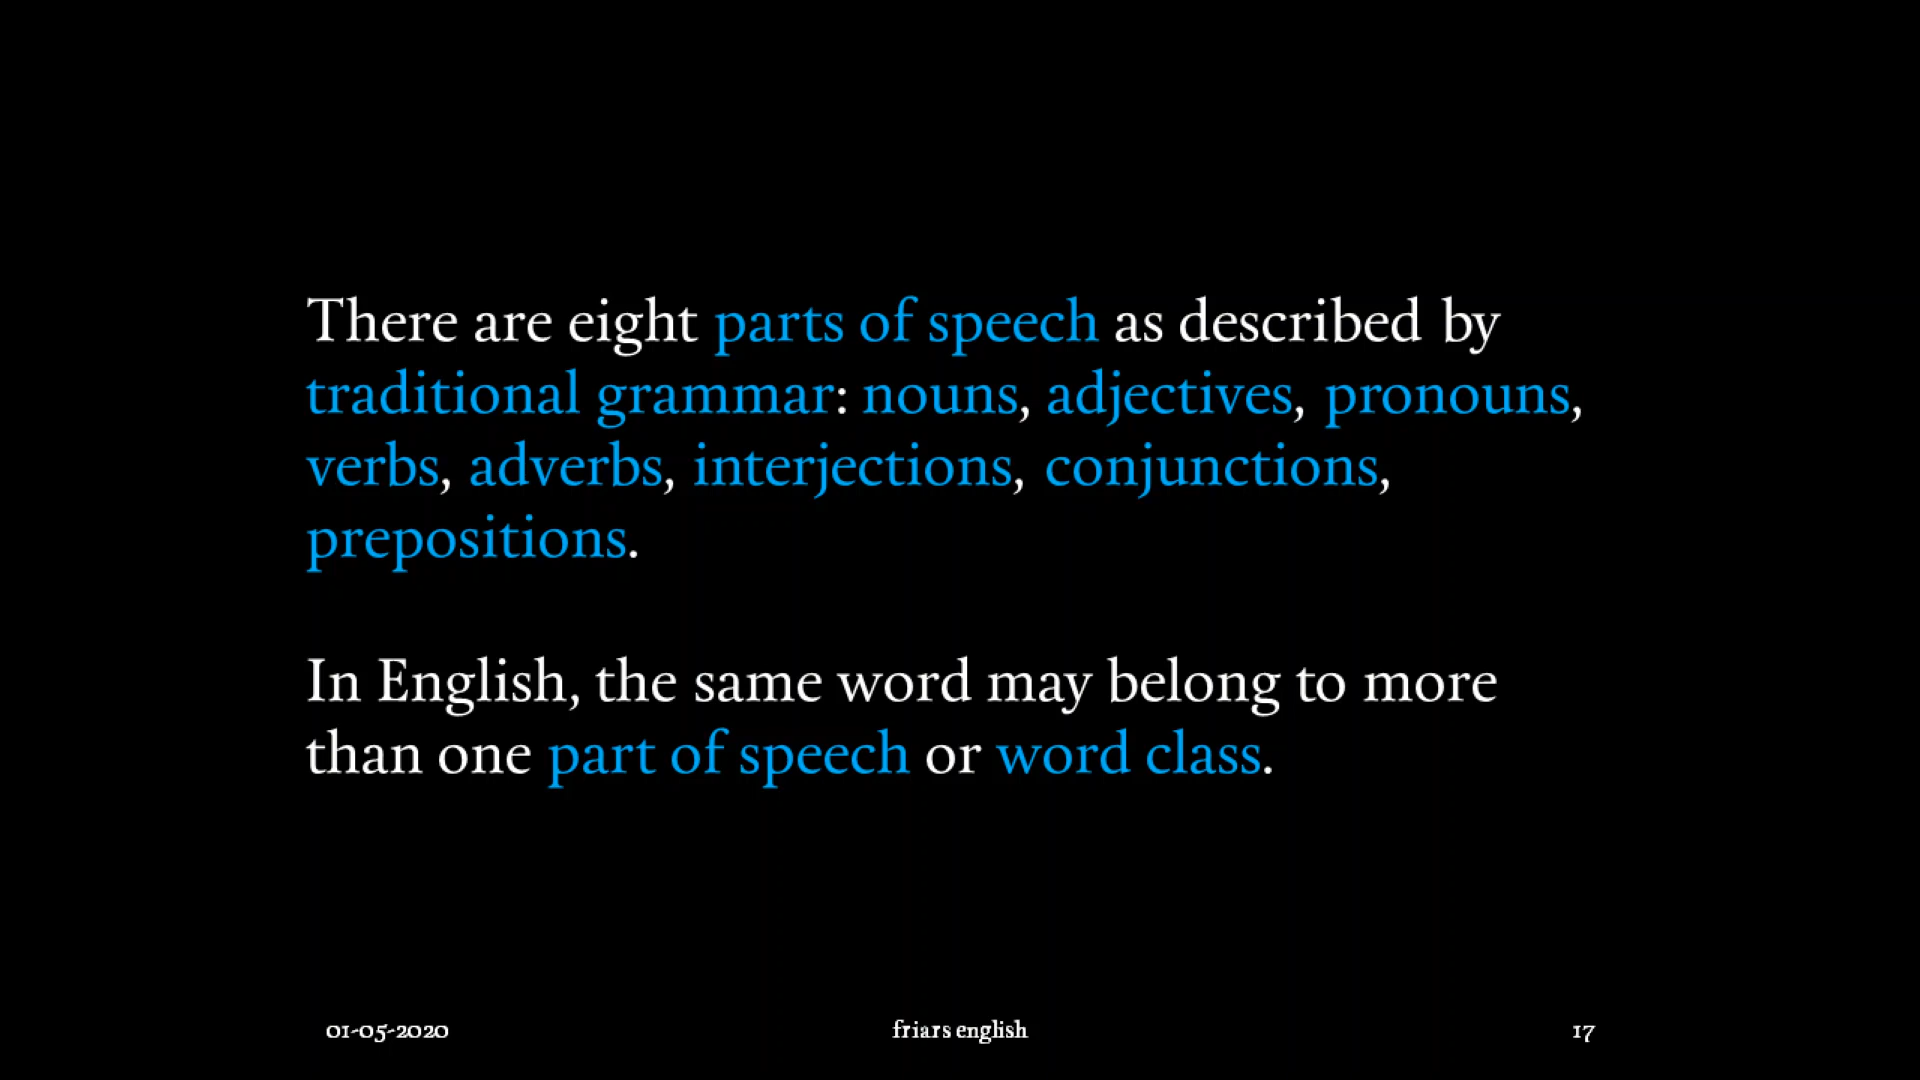 There are eight parts of speech as described by
traditional grammar: nouns, adjectives, pronouns,
verbs, adverbs, interjections, conjunctions,
prepositions.
In English, the same word may belong to more
than one part of speech or word class.
01-05-2020
friars english
17